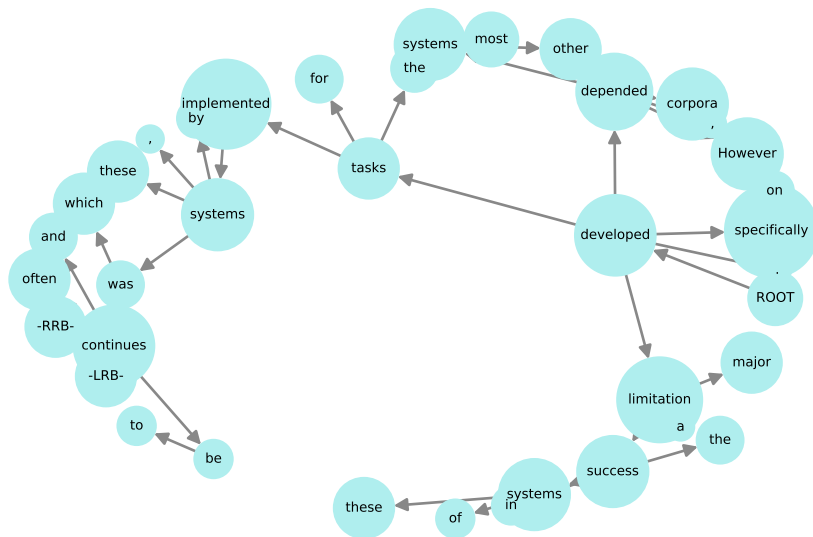 systems
most
other
the
for
depended
corpora
implemented
by
,
,
However
these
tasks
on
which
systems
specifically
and
developed
.
often
was
ROOT
-RRB-
continues
major
-LRB-
limitation
to
a
the
be
success
systems
these
in
of